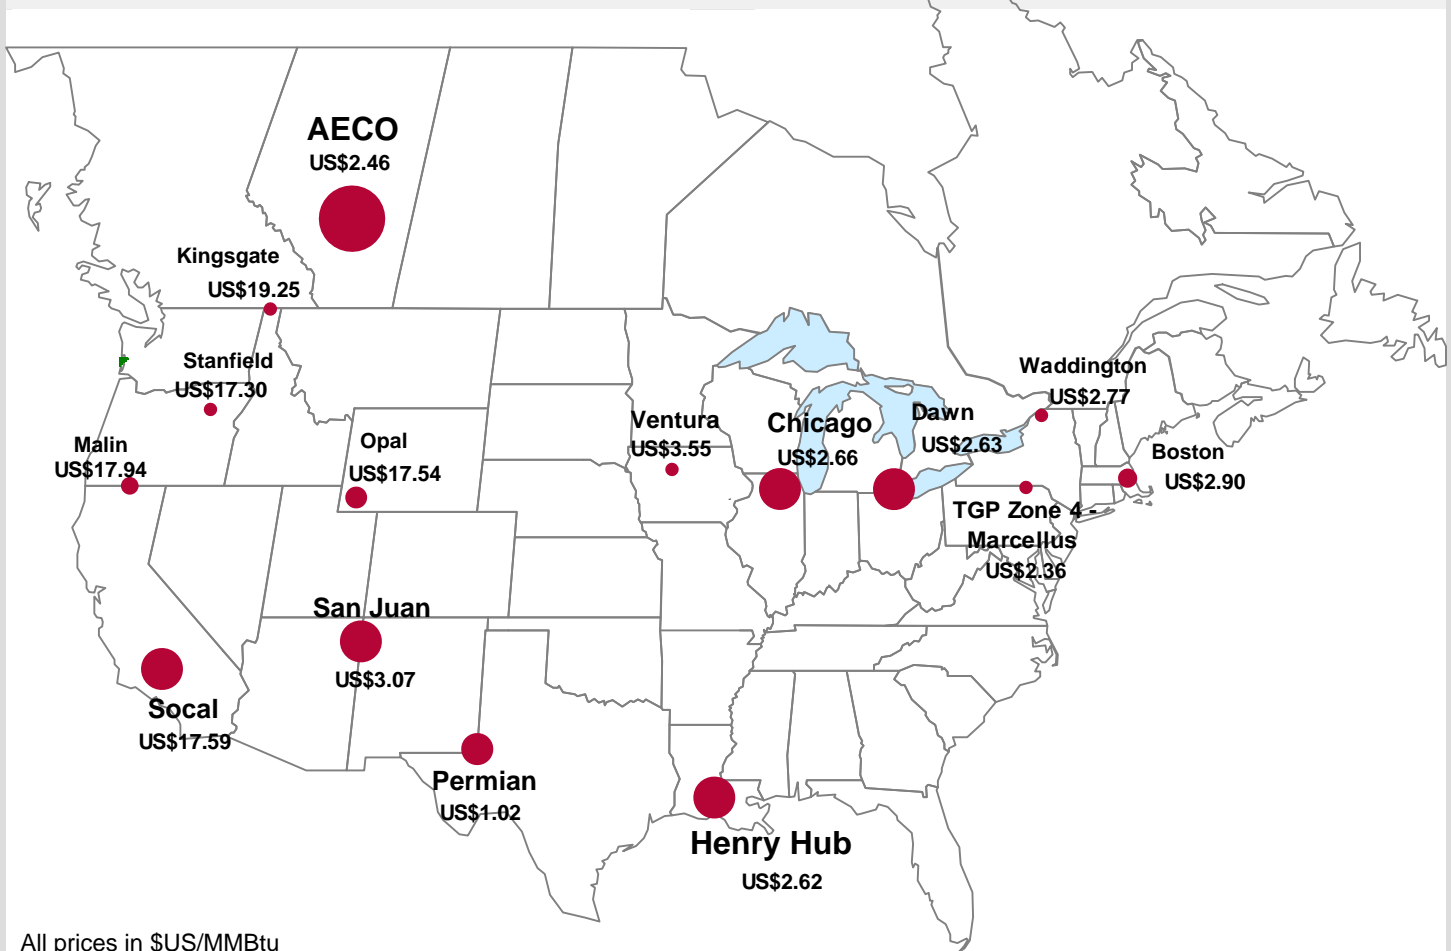 AECO
US$2.46
Kingsgate
US$19.25
Stanfield
US$17.30
Waddington
US$2.77
Malin
US$17.94
Opal
US$17.54
Ventura
US$3.55
Chicago
US$2.66
Dawn
US$2.63
Boston
US$2.90
TGP Zone 4 -
Marcellus
US$2.36
San Juan
US$3.07
Socal
US$17.59
Permian
US$1.02
Henry Hub
US$2.62
All prices in $US/MMBtu